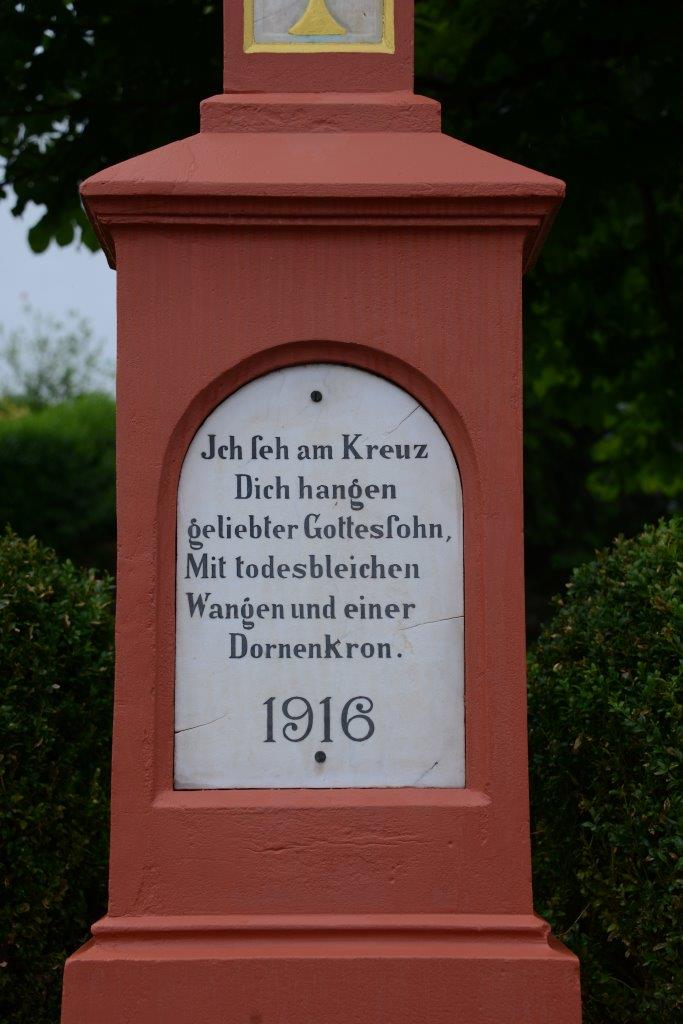 Jch ſeh am Kreuz
Dich hangen
geliebter Gottesſohn,
Mit todesbleichen
Wangen und einer
Dornenkron.
1916